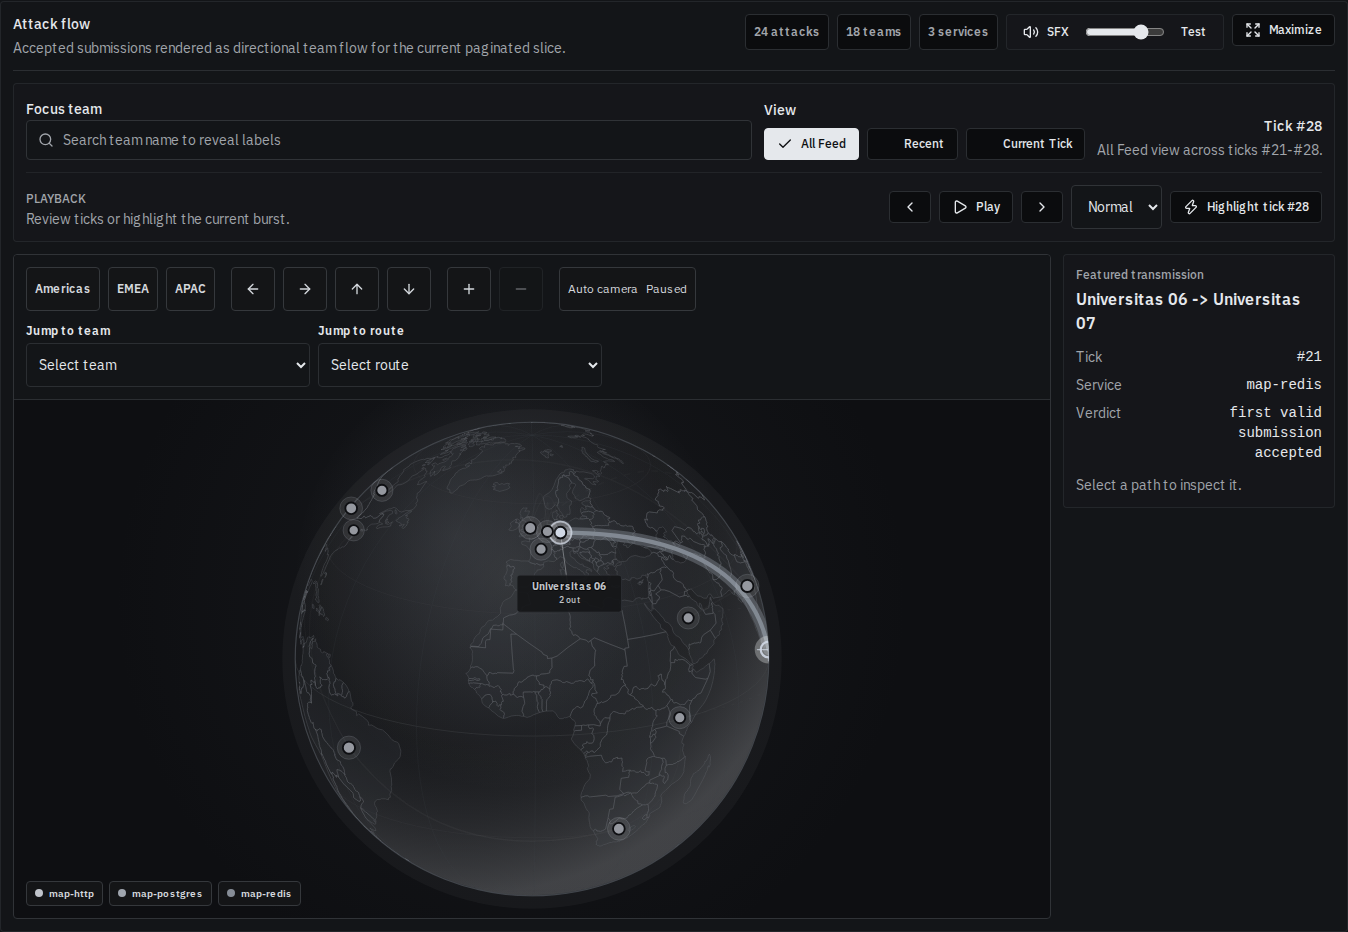 Attack flow
Accepted submissions rendered as directional team flow for the current paginated slice.
24 attacks
18 teams
3 services
SFX
Test
Maximize
Focus team
Search team name to reveal labels
View
All Feed
Recent
Current Tick
Tick #28
All Feed view across ticks #21-#28.
PLAYBACK
Review ticks or highlight the current burst.
Play
Normal
Highlight tick #28
Americas
EMEA
APAC
Auto camera Paused
Jump to team
Jump to route
Select team
Select route
Universitas 06
2 out
map-http
map-postgres
map-redis
Featured transmission
Universitas 06 -> Universitas
07
Tick
#21
Service
map-redis
Verdict
first valid
submission
accepted
Select a path to inspect it.